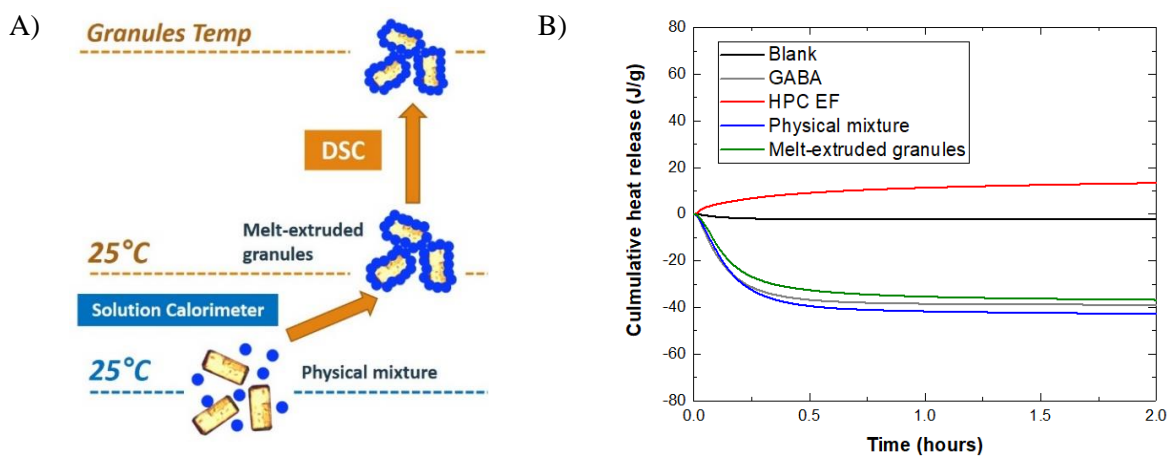 A)
Granules Temp
DSC
Melt-extruded
granules
25°C
Solution Calorimeter
25°C
Physical mixture
B)
Culmulative heat release (J/g)
80
60
40
20
0
-20
-40
-60
-80
Blank
GABA
HPC EF
Physical mixture
Melt-extruded granules
0.0 0.5 1.0 1.5 2.0
Time (hours)